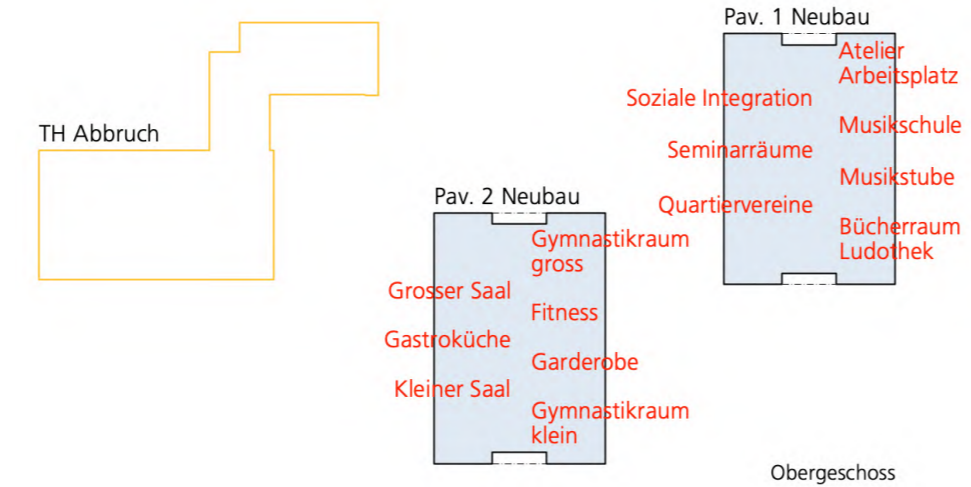 TH Abbruch
Pav. 2 Neubau
Grosser Saal
Gastroküche
Kleiner Saal
Gymnastikraum
gross
Fitness
Garderobe
Gymnastikraum
klein
Pav. 1 Neubau
Soziale Integration
Seminarräume
Quartiervereine
Atelier
Arbeitsplatz
Musikschule
Musikstube
Bücherraum
Ludothek
Obergeschoss